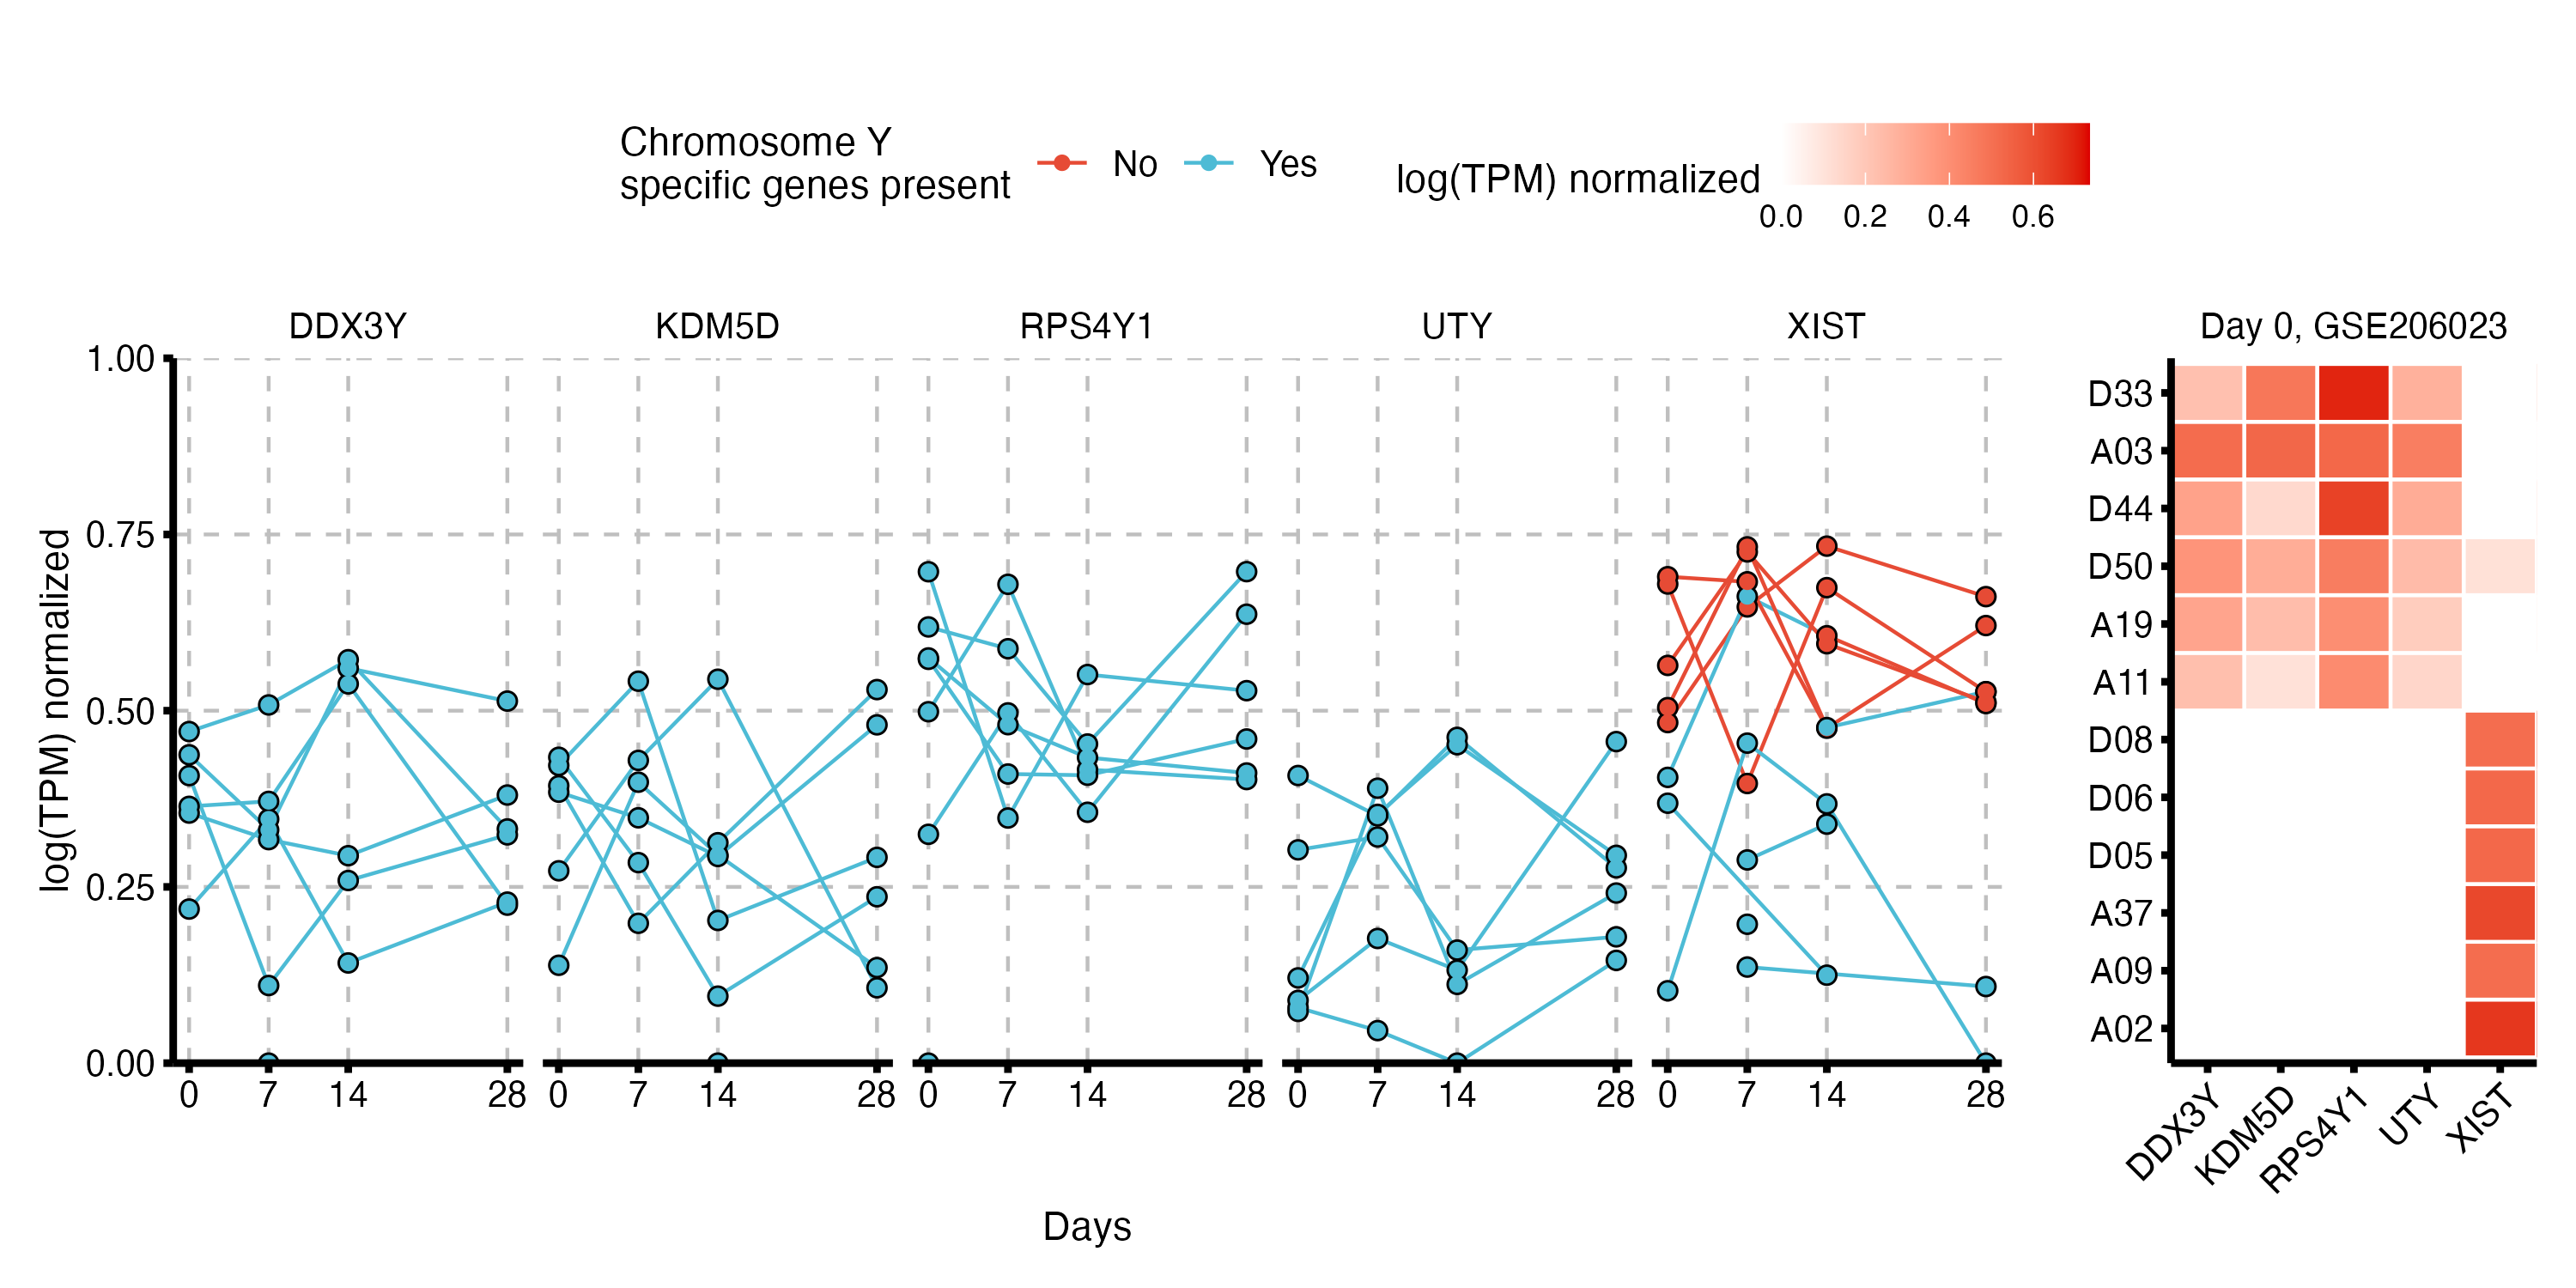 Chromosome Y
specific genes present
No
Yes
log(TPM) normalized
0.0 0.2 0.4 0.6
DDX3Y
KDM5D
RPS4Y1
UTY
XIST
Day 0, GSE206023
log(TPM) normalized
1.00
0.75
0.50
0.25
0.00
0 7 14 28
0 7 14 28
0 7 14 28
0 7 14 28
0 7 14 28
Days
D33
A03
D44
D50
A19
A11
D08
D06
D05
A37
A09
A02
DDX3Y
KDM5D
RPS4Y1
UTY
XIST